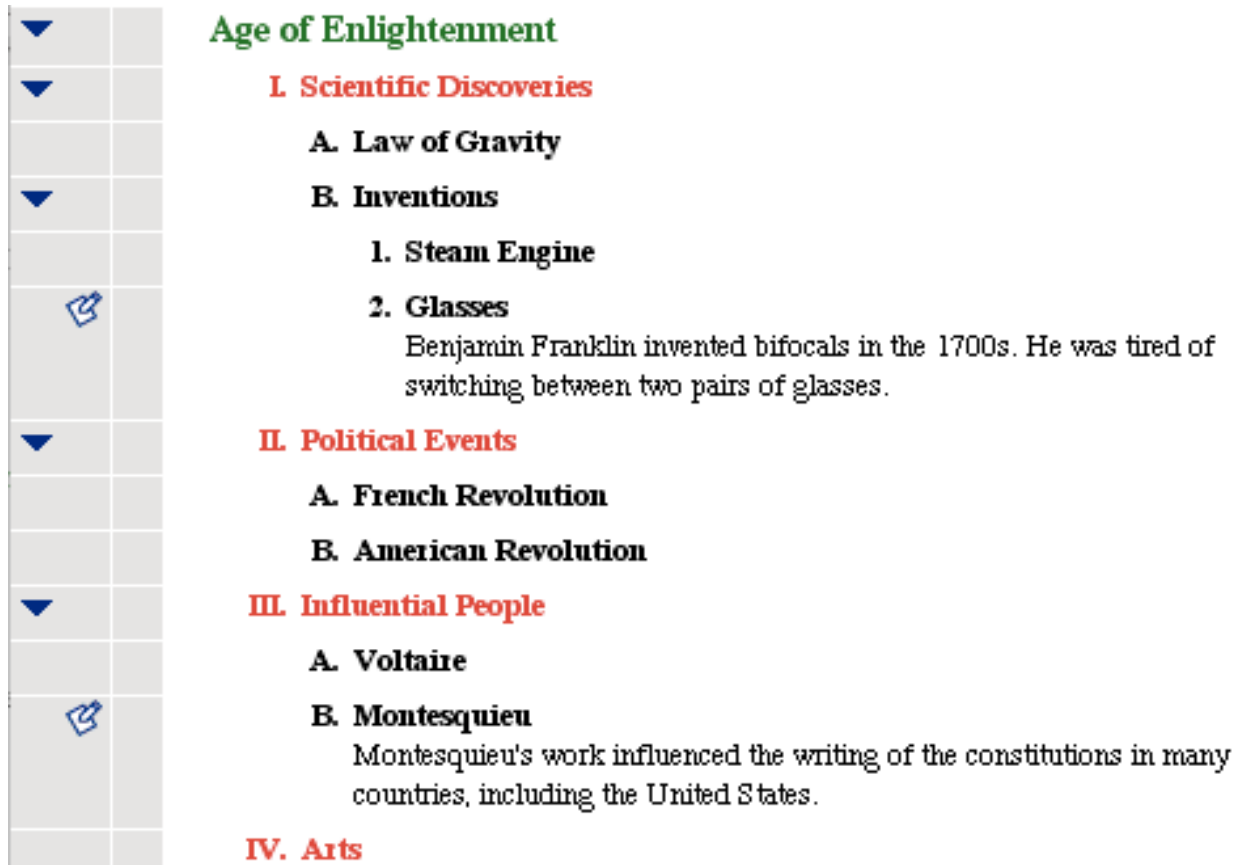 Age of Enlightenment
I. Scientific Discoveries
A. Law of Gravity
B. Inventions
1. Steam Engine
2. Glasses
Benjamin Franklin invented bifocals in the 1700s. He was tired of
switching between two pairs of glasses.
II. Political Events
A. French Revolution
B. American Revolution
III. Influential People
A. Voltaire
B. Montesquieu
Montesquieu's work influenced the writing of the constitutions in many
countries, including the United States.
IV. Arts